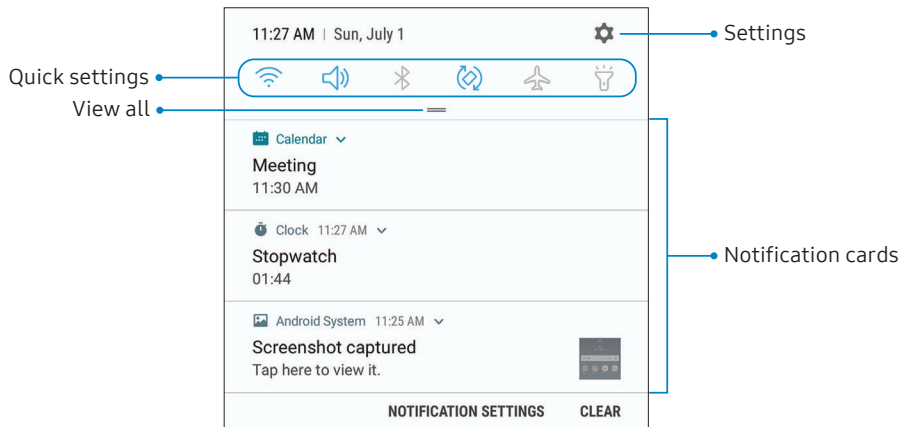 11:27 AM | Sun, July 1
Settings
Quick settings
View all
Calendar
Meeting
11:30 AM
Clock 11:27 AM
Stopwatch
01:44
Notification cards
Android System 11:25 AM
Screenshot captured
Tap here to view it.
NOTIFICATION SETTINGS CLEAR